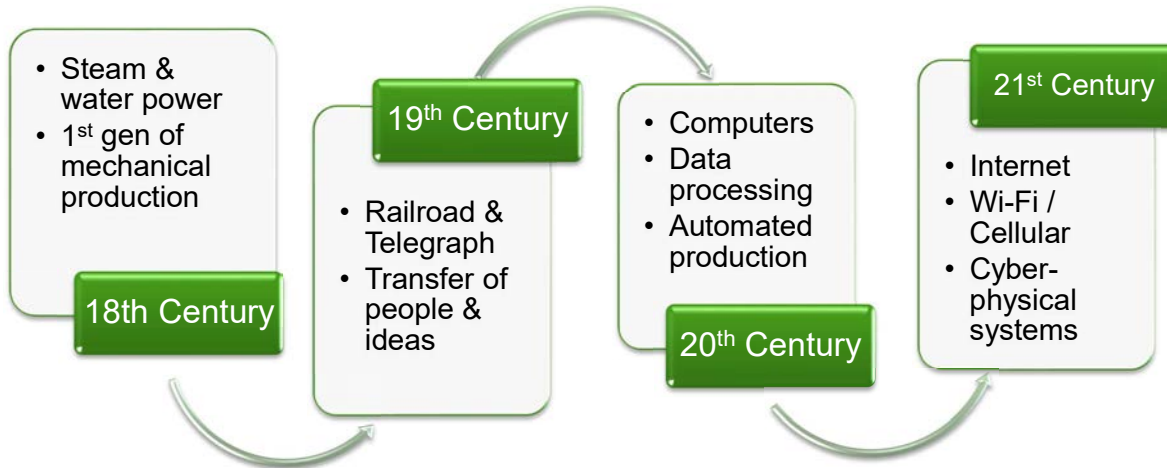 • Steam &
water power
• 1st gen of
mechanical
production
18th Century
19th Century
• Railroad &
Telegraph
• Transfer of
people &
ideas
• Computers
• Data
processing
• Automated
production
20th Century
21st Century
• Internet
• Wi-Fi /
Cellular
• Cyber-
physical
systems